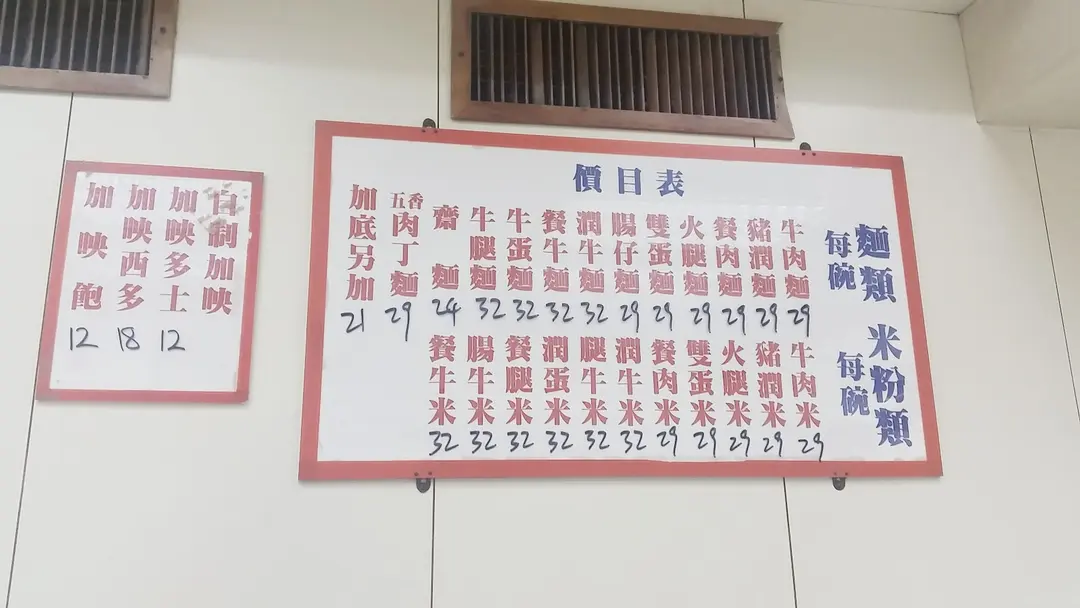 價目表
麵類 每碗
牛肉麵 29
豬潤麵 29
餐肉麵 29
火腿麵 29
雙蛋麵 29
腸仔麵 29
潤牛麵 32
餐牛麵 32
牛蛋麵 32
牛腿麵 32
齋麵 24
五香肉丁麵 29
加底另加 21
米粉類 每碗
牛肉米 29
豬潤米 29
火腿米 29
雙蛋米 29
餐肉米 29
潤牛米 32
腿牛米 32
潤蛋米 32
餐腿米 32
腸牛米 32
餐牛米 32
自制加映
加映多士 12
加映西多 18
加映飽 12